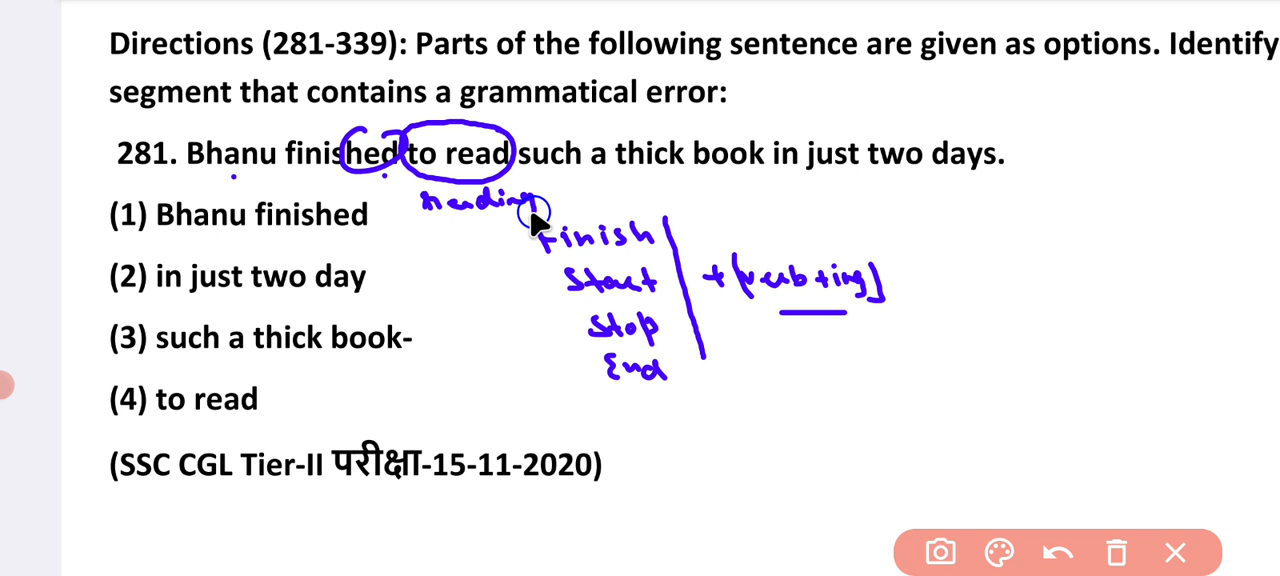 Directions (281-339): Parts of the following sentence are given as options. Identify
segment that contains a grammatical error:
281. Bhanu finished to read such a thick book in just two days.
reading
(1) Bhanu finished
Finish
(2) in just two day
Start
+ [verb + ing]
Stop
(3) such a thick book-
End
(4) to read
(SSC CGL Tier-II परीक्षा-15-11-2020)